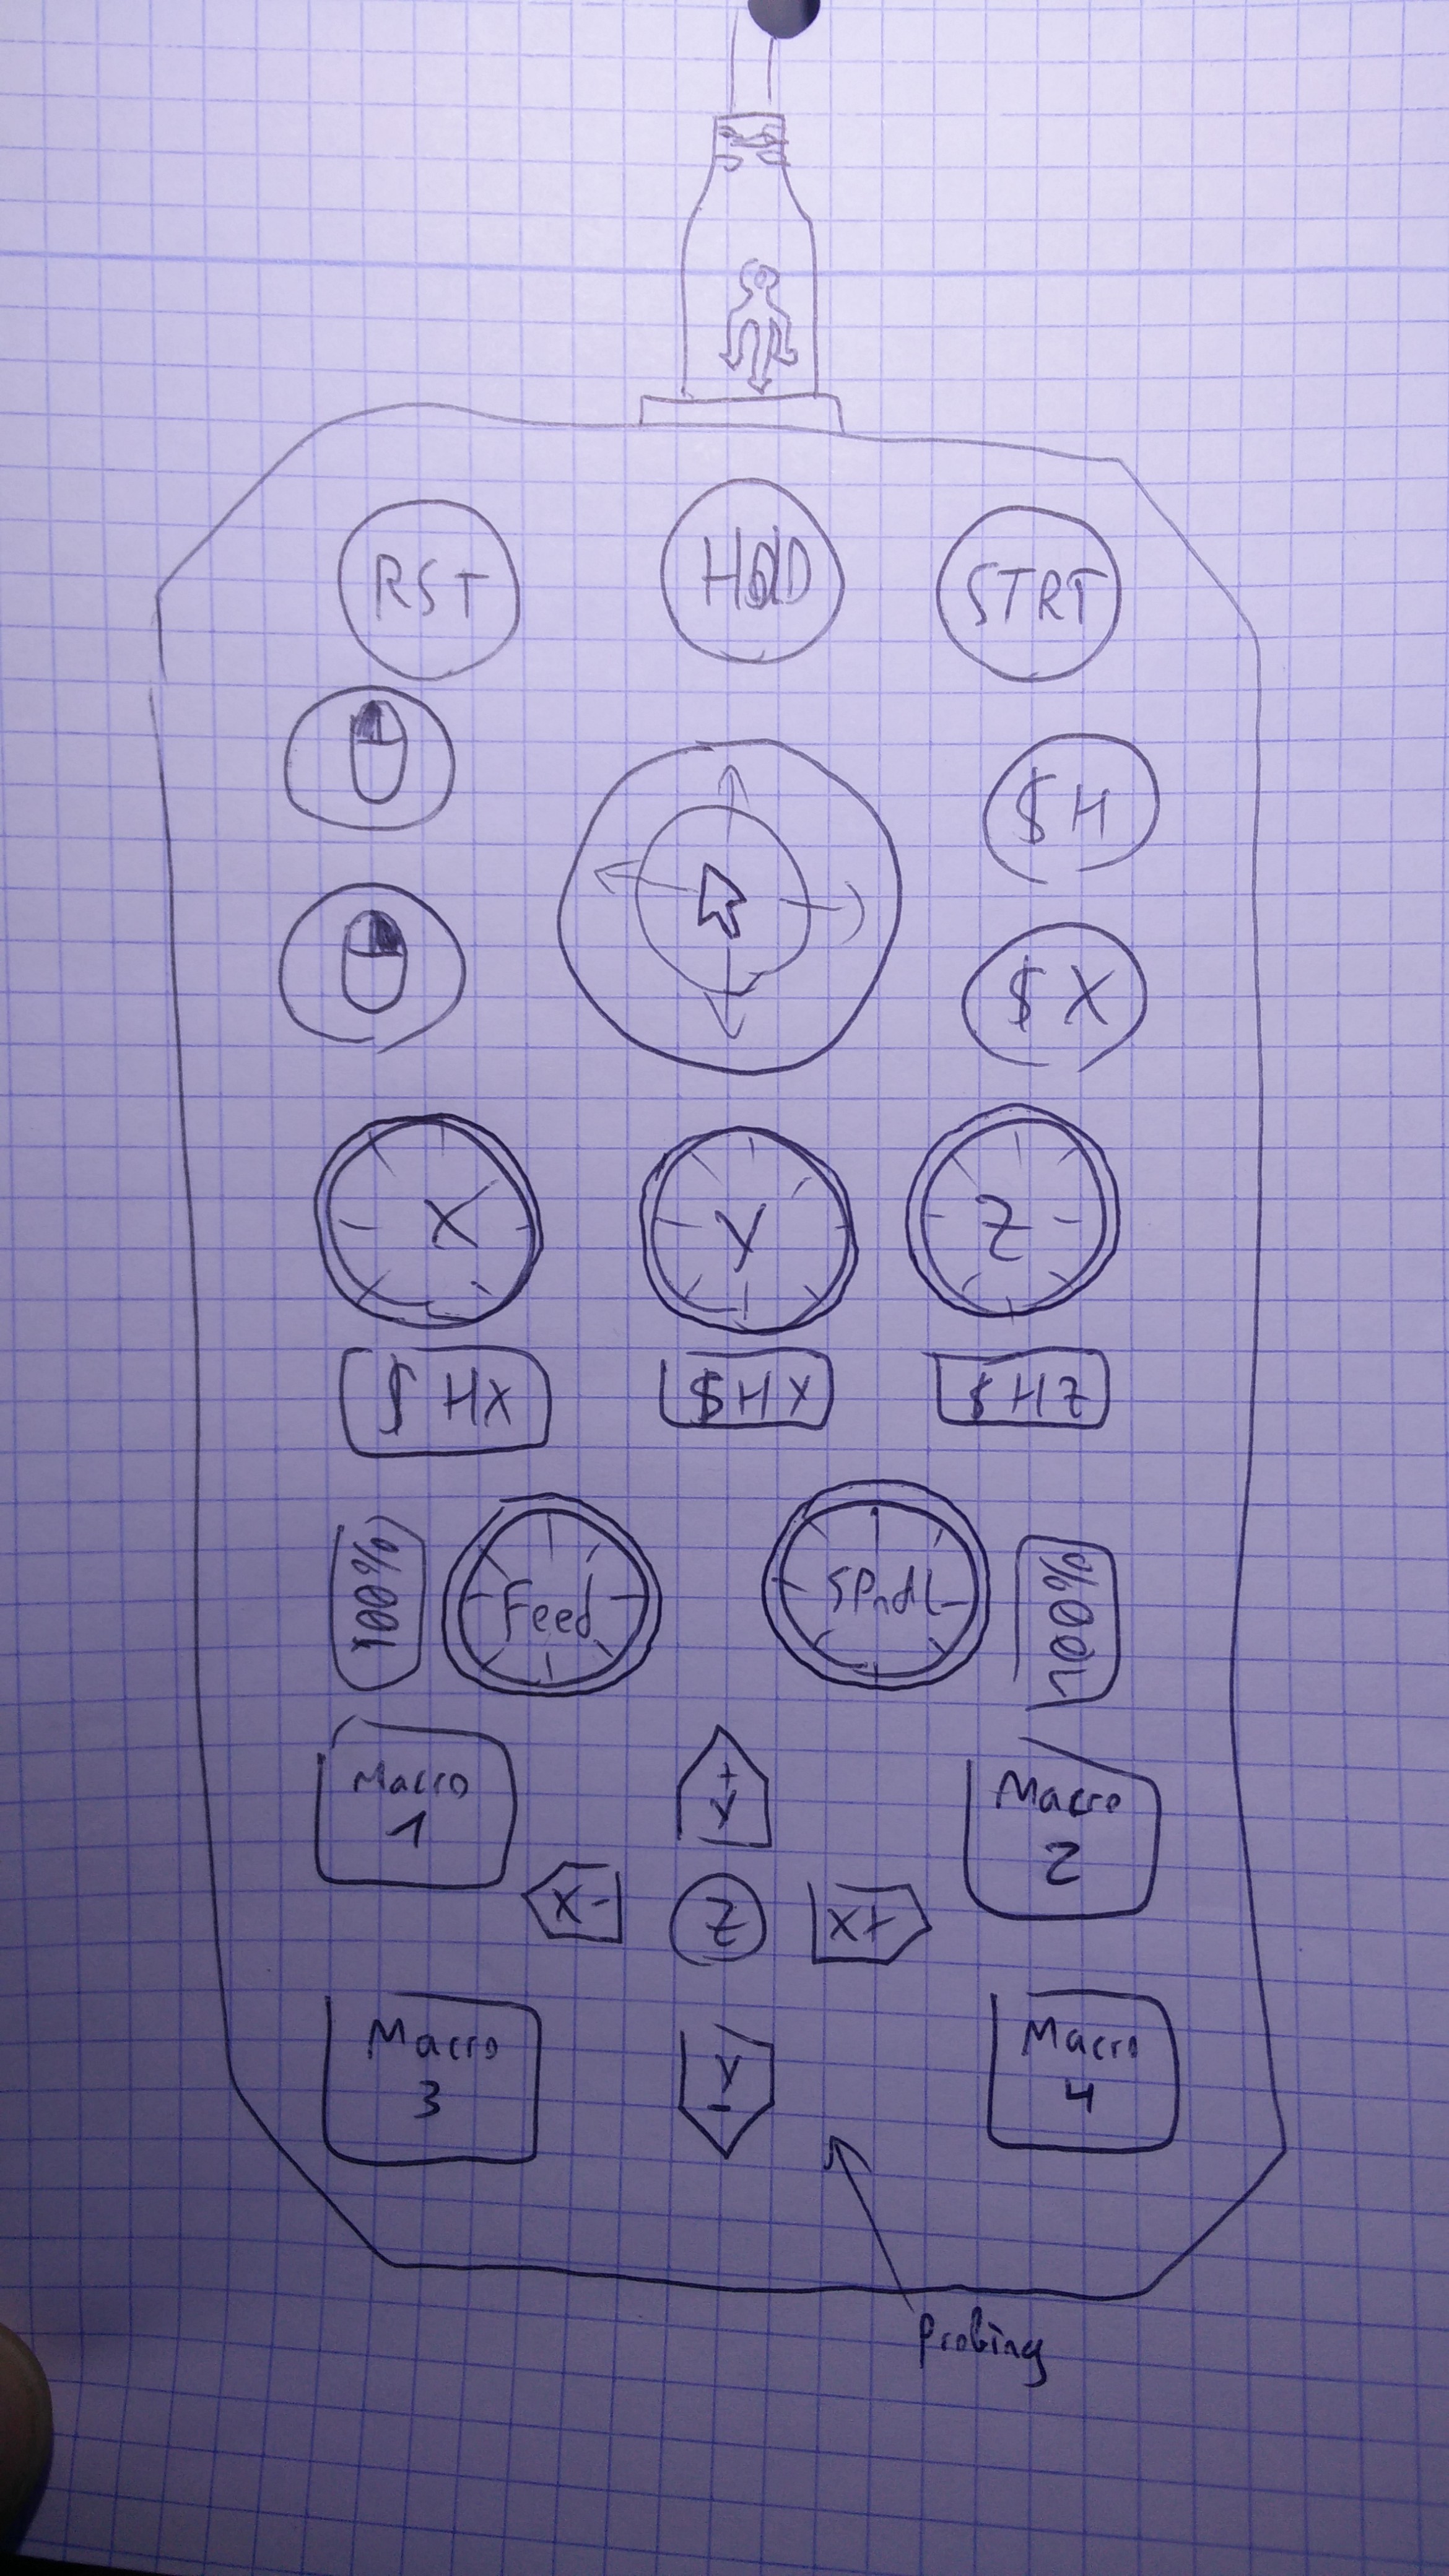 RST HOLD STRT
$H
$X
X Y Z
$HX $HY $HZ
100% Feed SPndL 100%
Macro
1
+
Y
Macro
2
X- Z X+
Macro
3
Y
-
Macro
4
Probing